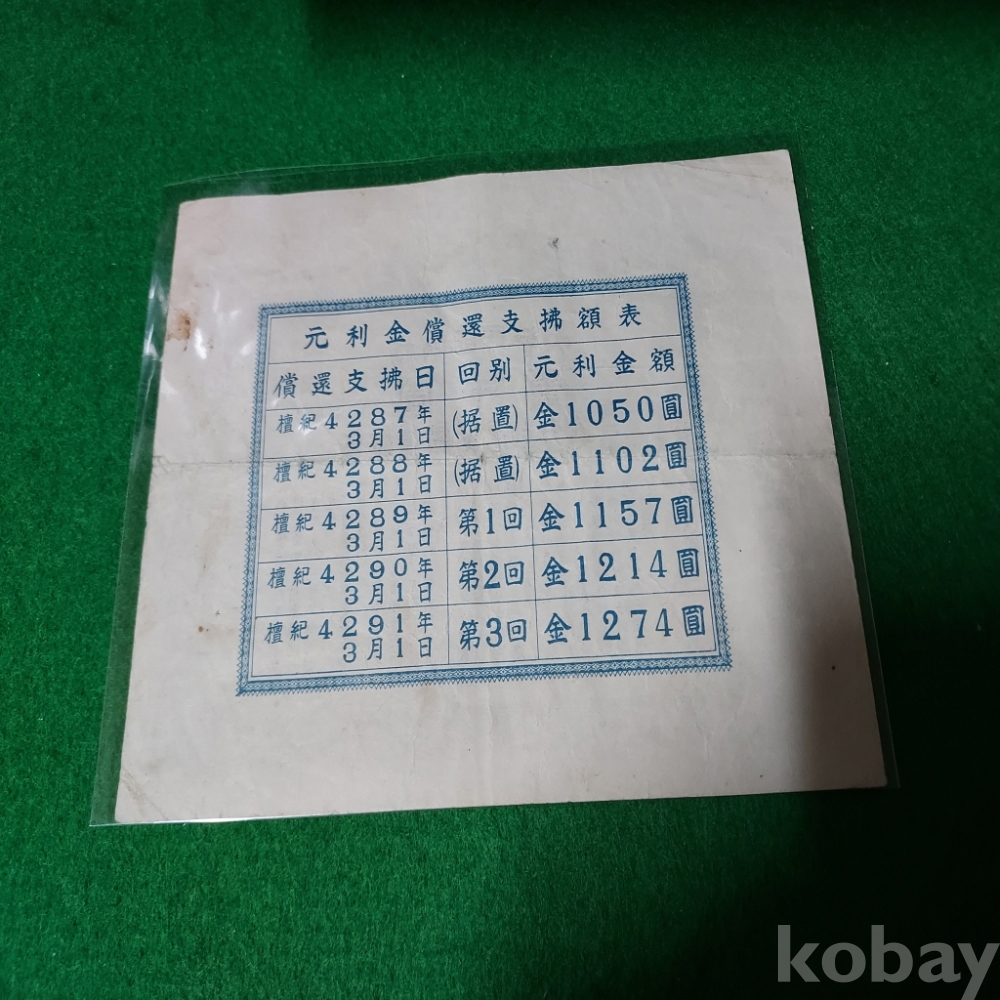 元利金償還支拂額表
償還支拂日 回別 元利金額
檀紀4287年3月1日 (据置) 金1050圓
檀紀4288年3月1日 (据置) 金1102圓
檀紀4289年3月1日 第1回 金1157圓
檀紀4290年3月1日 第2回 金1214圓
檀紀4291年3月1日 第3回 金1274圓
kobay